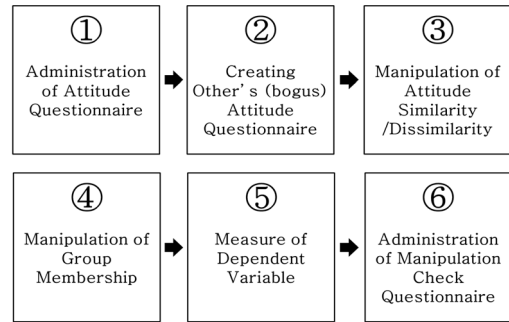 ①
Administration
of Attitude
Questionnaire
②
Creating
Other's (bogus)
Attitude
Questionnaire
③
Manipulation of
Attitude
Similarity
/Dissimilarity
④
Manipulation of
Group
Membership
⑤
Measure of
Dependent
Variable
⑥
Administration
of Manipulation
Check
Questionnaire